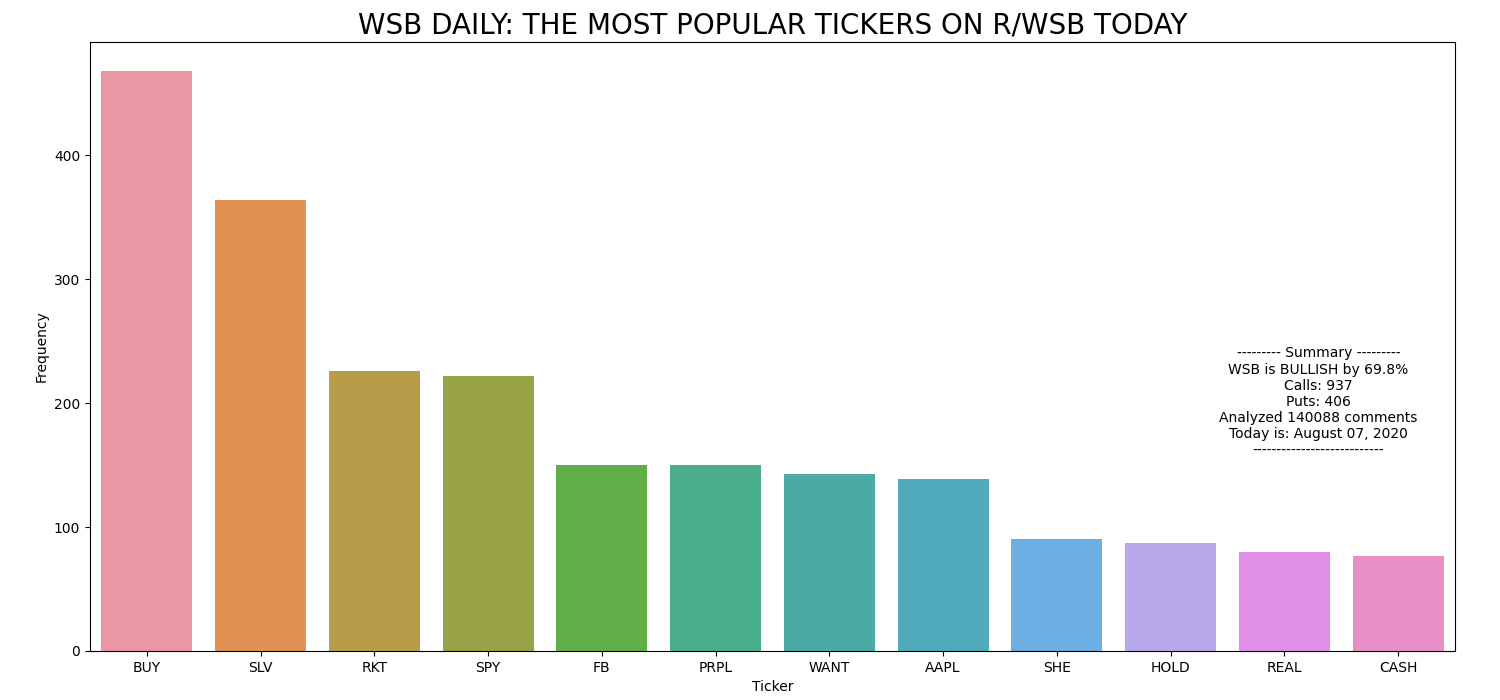 WSB DAILY: THE MOST POPULAR TICKERS ON R/WSB TODAY
400
300
200
100
0
Frequency
--------- Summary ---------
WSB is BULLISH by 69.8%
Calls: 937
Puts: 406
Analyzed 140088 comments
Today is: August 07, 2020
---------------------------
BUY SLV RKT SPY FB PRPL WANT AAPL SHE HOLD REAL CASH
Ticker